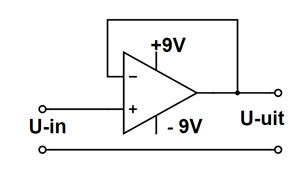 +9V
−
+
U-in
- 9V
U-uit